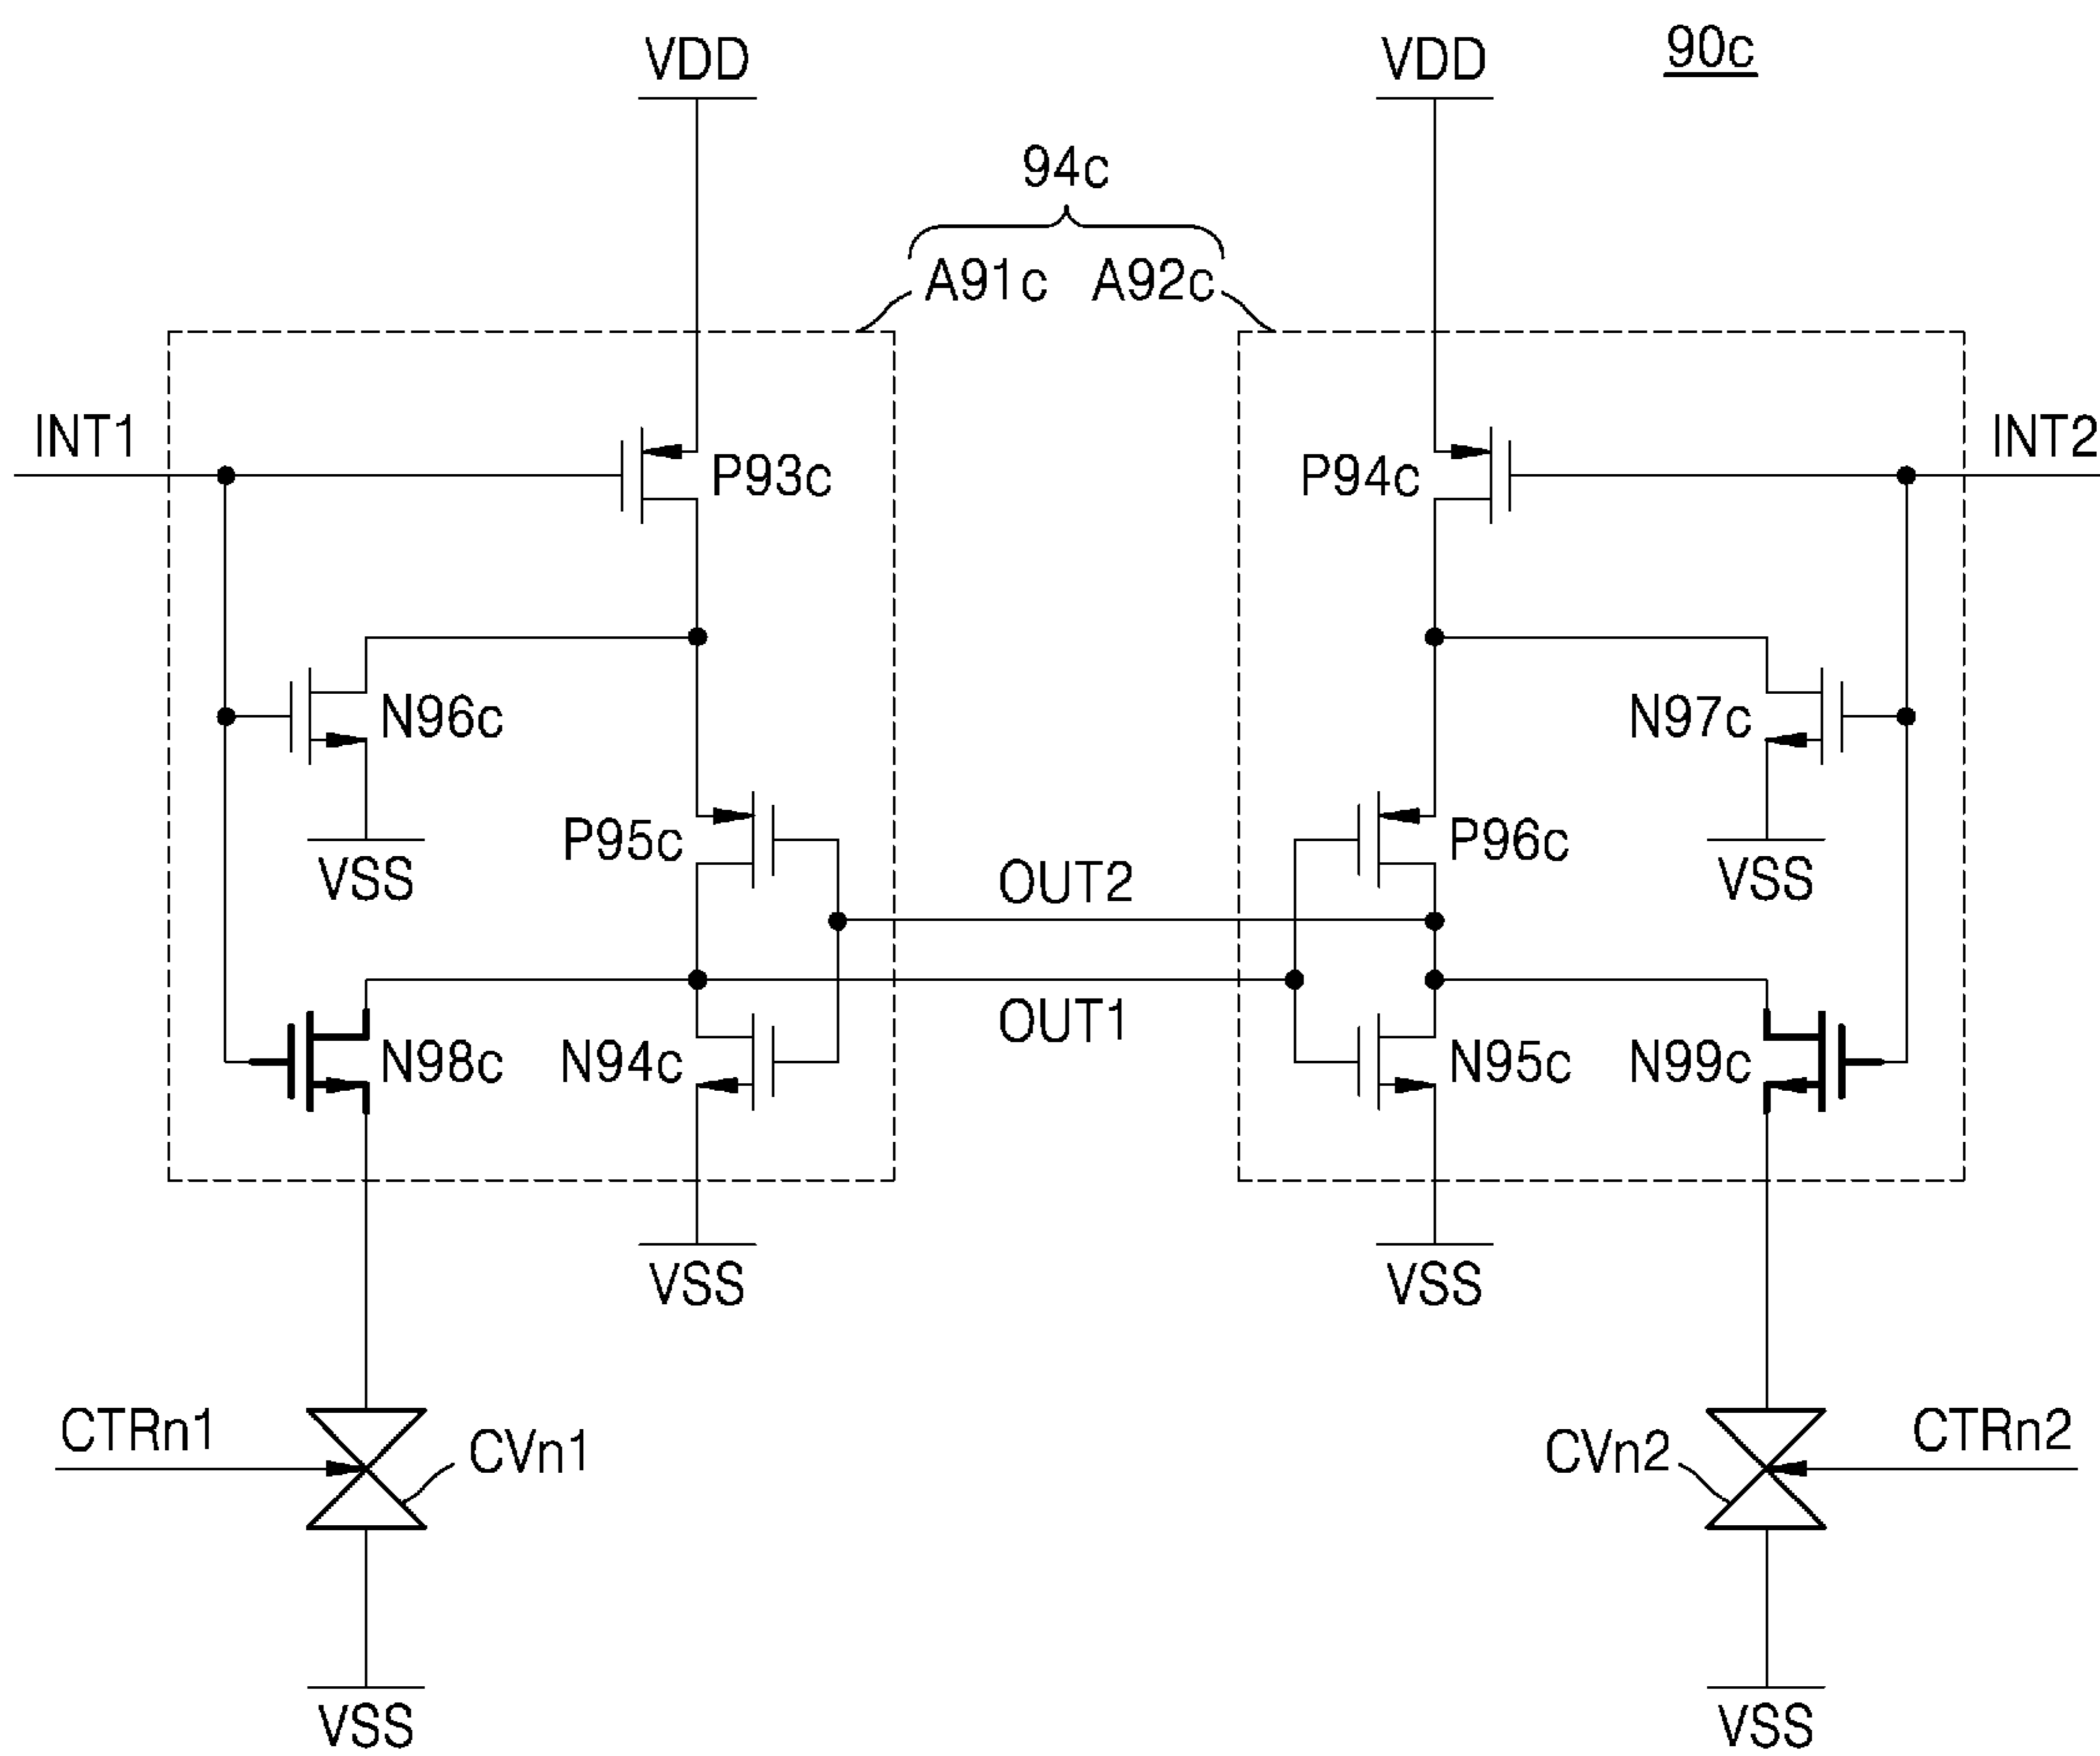 VDD
VDD
90c
94c
A91c
A92c
INT1
P93c
P94c
INT2
N96c
N97c
P95c
P96c
VSS
OUT2
VSS
OUT1
N98c
N94c
N95c
N99c
VSS
VSS
CTRn1
CVn1
CVn2
CTRn2
VSS
VSS